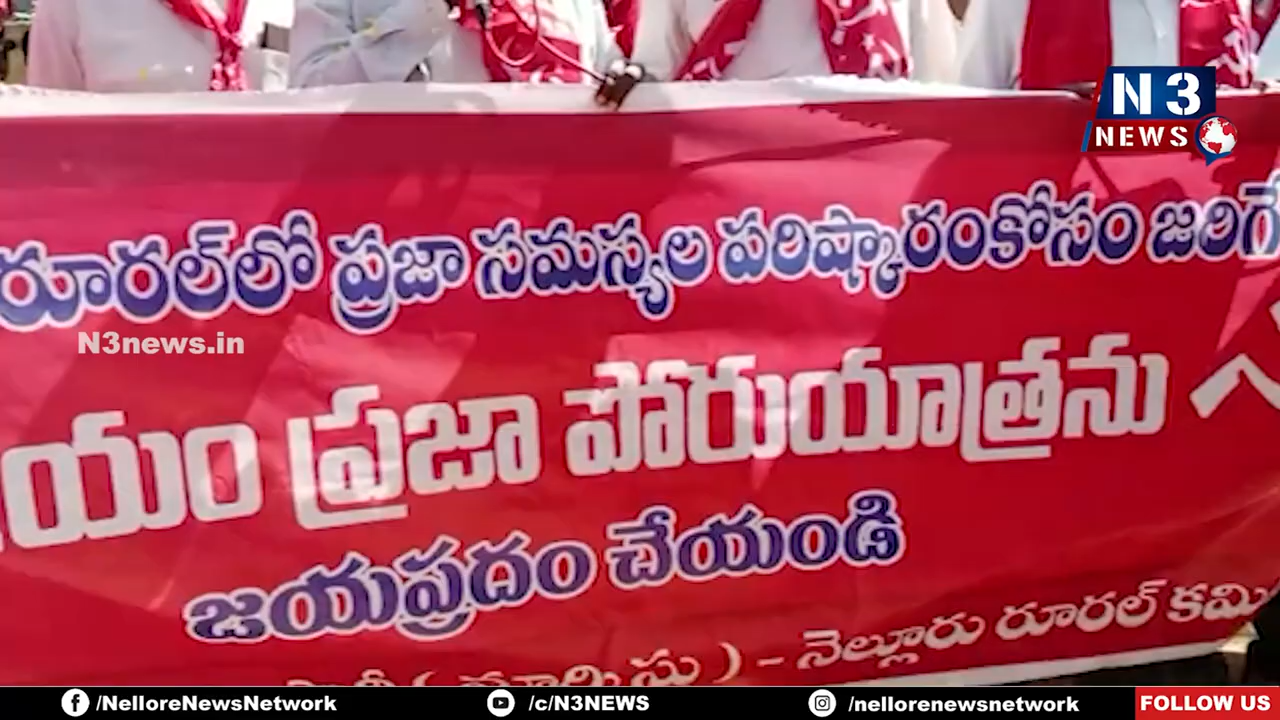 N3
NEWS
రూరల్‌లో ప్రజా సమస్యల పరిష్కారంకోసం జరిగే
N3news.in
యం ప్రజా పోరుయాత్రను
జయప్రదం చేయండి
) - నెల్లూరు రూరల్ కమి
/NelloreNewsNetwork /c/N3NEWS /nellorenewsnetwork FOLLOW US